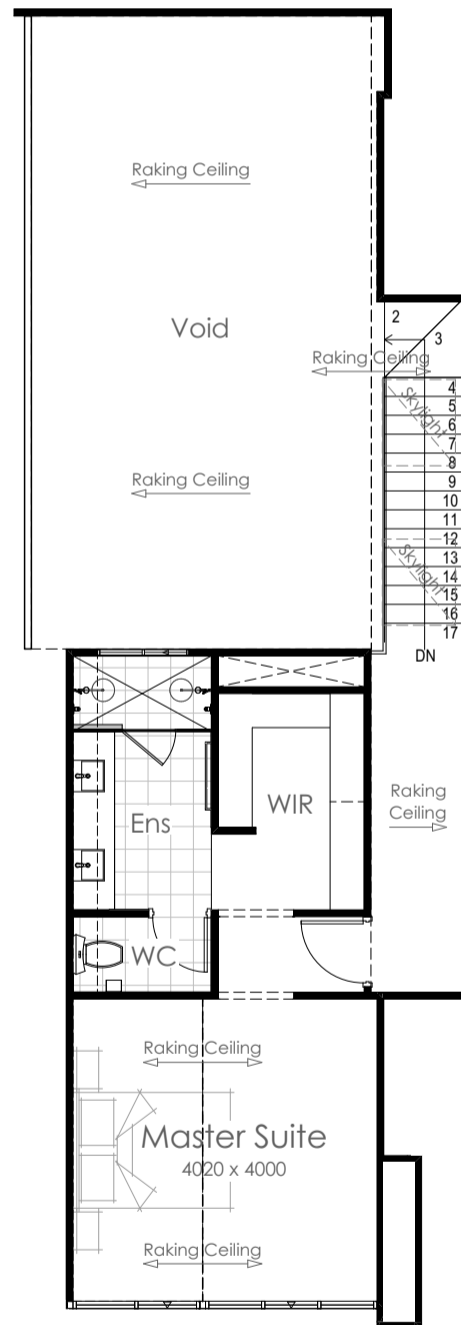 Raking Ceiling
Void
2
3
Raking Ceiling
4
Skylight
5
6
7
8
Raking Ceiling
9
10
11
12
Skylight
13
14
15
16
17
DN
Raking
Ceiling
WIR
Ens
WC
Raking Ceiling
Master Suite
4020 x 4000
Raking Ceiling